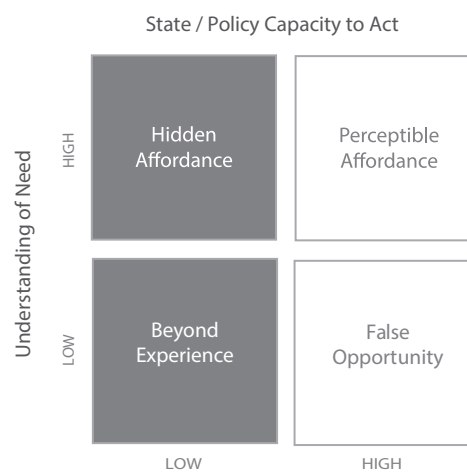 State / Policy Capacity to Act
Understanding of Need
HIGH
Hidden
Affordance
Perceptible
Affordance
LOW
Beyond
Experience
False
Opportunity
LOW
HIGH